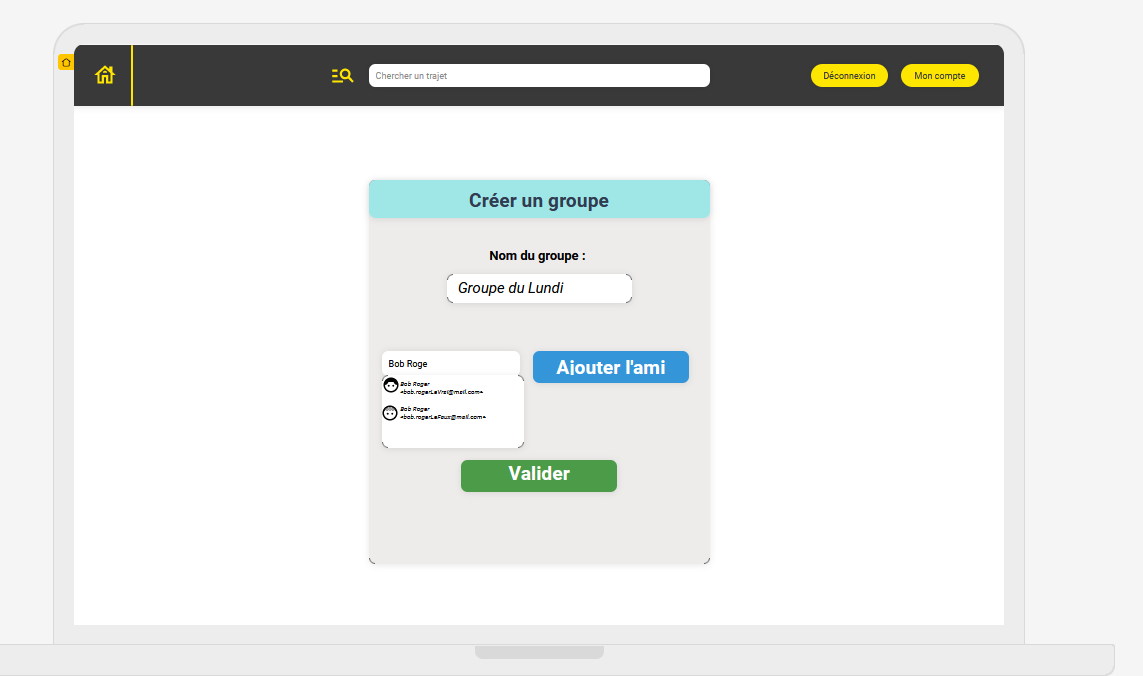 Chercher un trajet
Déconnexion
Mon compte
Créer un groupe
Nom du groupe :
Groupe du Lundi
Bob Roge
Ajouter l'ami
Bob Roger
<bob.rogerLeVrai@mail.com>
Bob Roger
<bob.rogerLeFaux@mail.com>
Valider